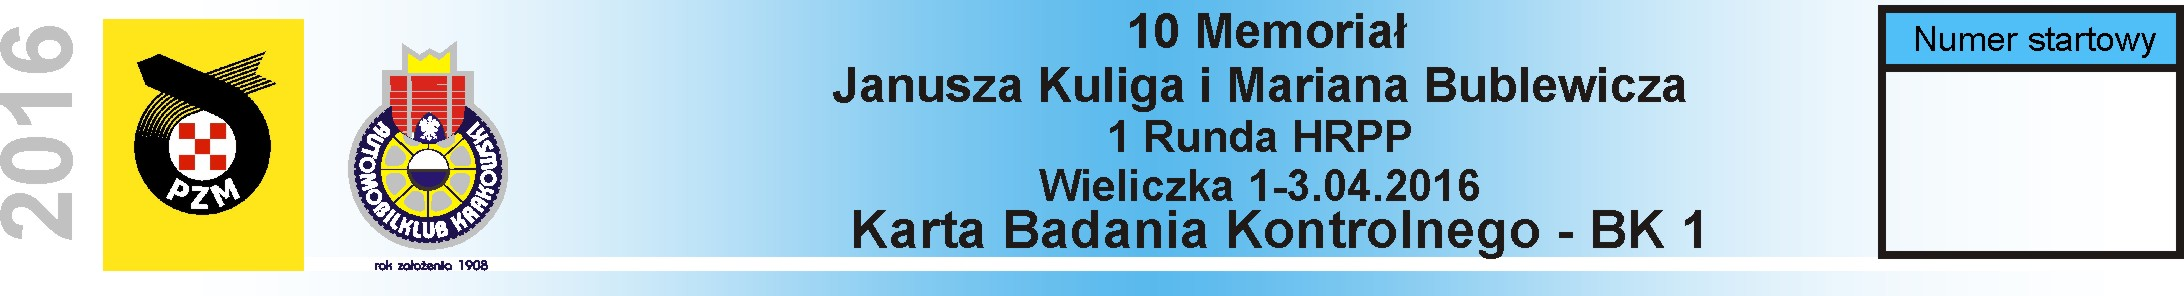 2016
PZM
AUTOMOBILKLUB KRAKOWSKI
rok założenia 1908
10 Memoriał
Janusza Kuliga i Mariana Bublewicza
1 Runda HRPP
Wieliczka 1-3.04.2016
Karta Badania Kontrolnego - BK 1
Numer startowy